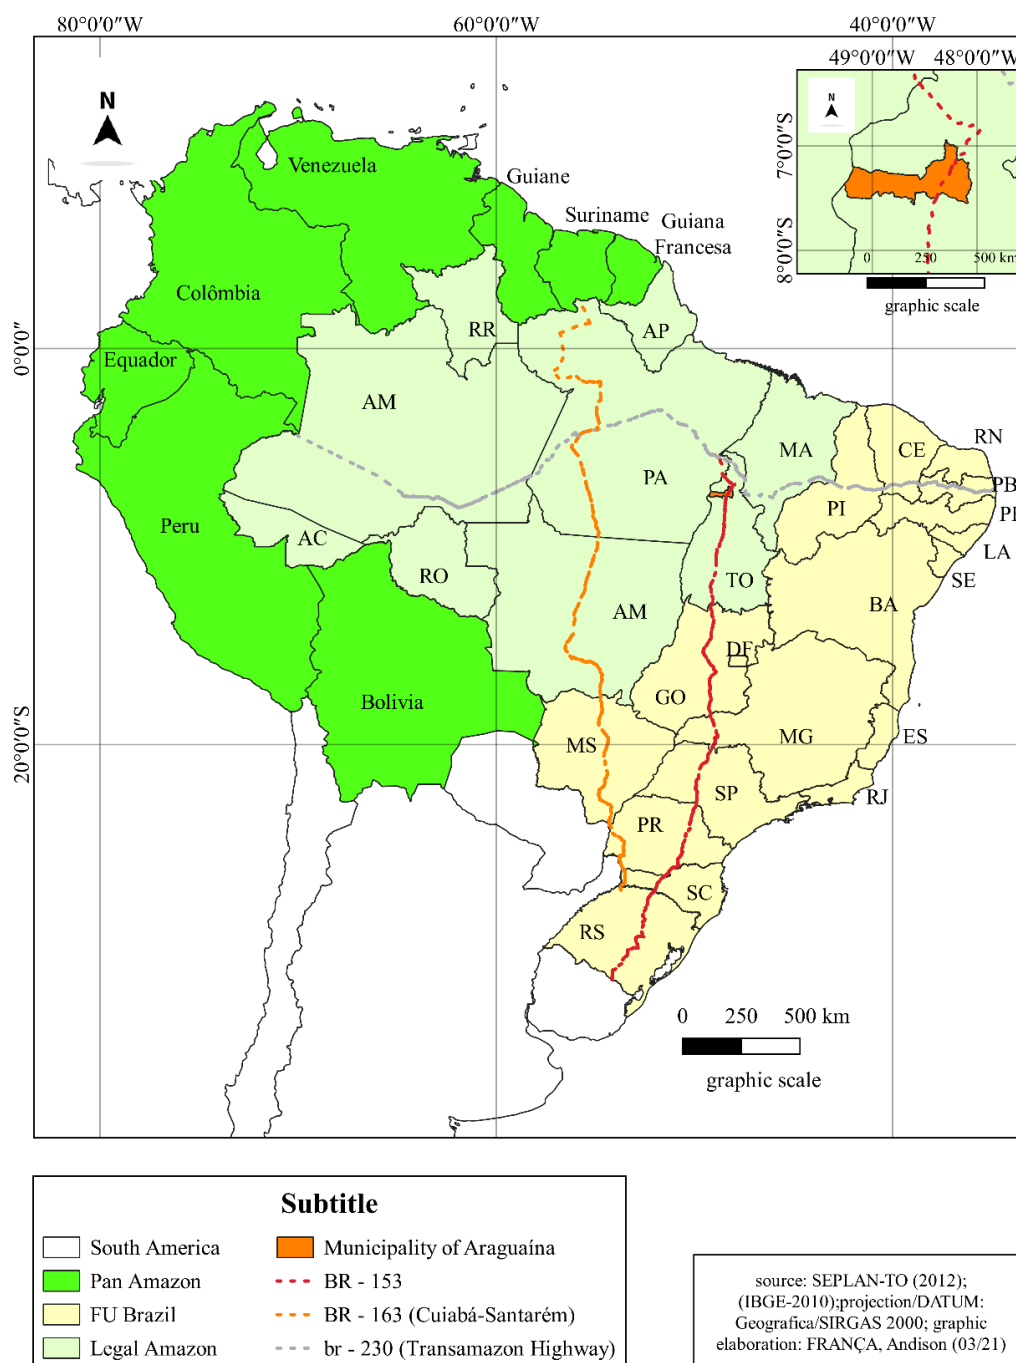 80°0'0"W
60°0'0"W
40°0'0"W
49°0'0"W
48°0'0"W
N
N
7°0'0"S
8°0'0"S
0
250
500 km
graphic scale
Venezuela
Guiane
Suriname
Guiana
Francesa
Colômbia
RR
AP
0°0'0"
Equador
AM
MA
CE
RN
PA
PB
PI
Peru
AC
LA
RO
TO
SE
AM
BA
DF
GO
Bolivia
20°0'0"S
MS
MG
ES
SP
RJ
PR
SC
RS
0 250 500 km
graphic scale
Subtitle
South America
Municipality of Araguaína
Pan Amazon
BR - 153
FU Brazil
BR - 163 (Cuiabá-Santarém)
Legal Amazon
br - 230 (Transamazon Highway)
source: SEPLAN-TO (2012);
(IBGE-2010);projection/DATUM:
Geografica/SIRGAS 2000; graphic
elaboration: FRANÇA, Andison (03/21)